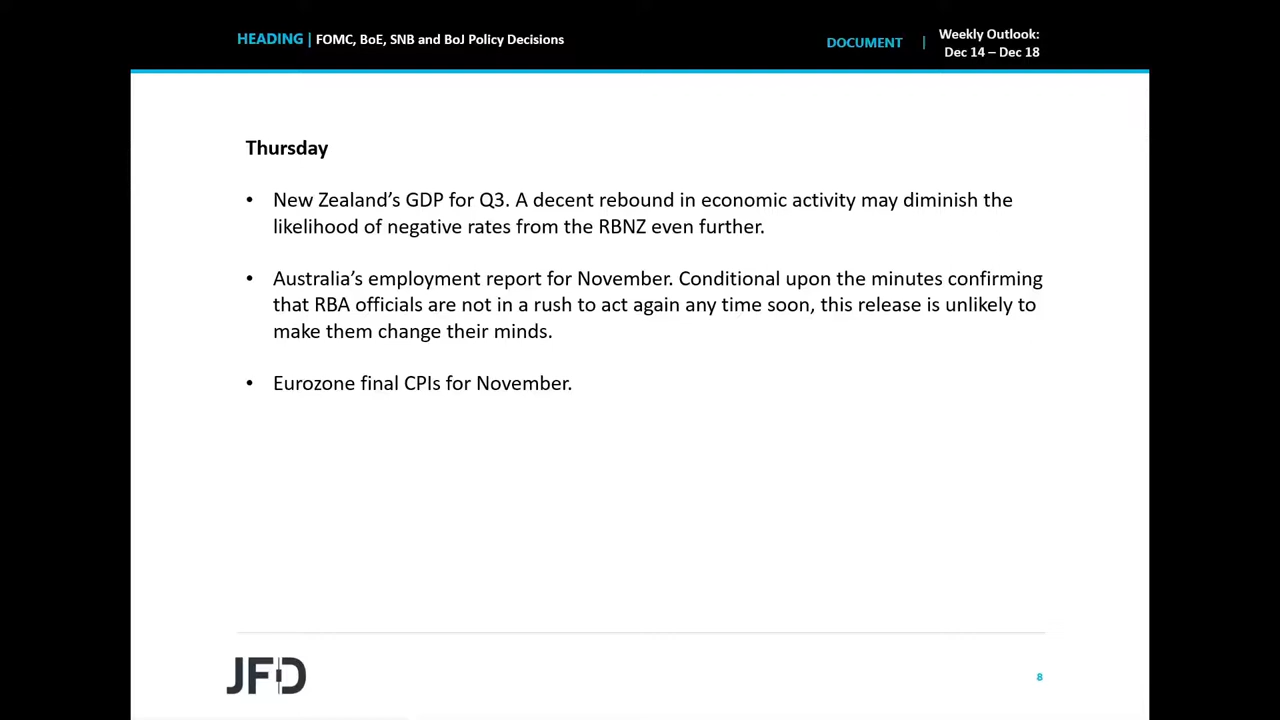 HEADING | FOMC, BoE, SNB and BoJ Policy Decisions
DOCUMENT | Weekly Outlook:
Dec 14 – Dec 18
Thursday
• New Zealand’s GDP for Q3. A decent rebound in economic activity may diminish the
likelihood of negative rates from the RBNZ even further.
• Australia’s employment report for November. Conditional upon the minutes confirming
that RBA officials are not in a rush to act again any time soon, this release is unlikely to
make them change their minds.
• Eurozone final CPIs for November.
JFD
8